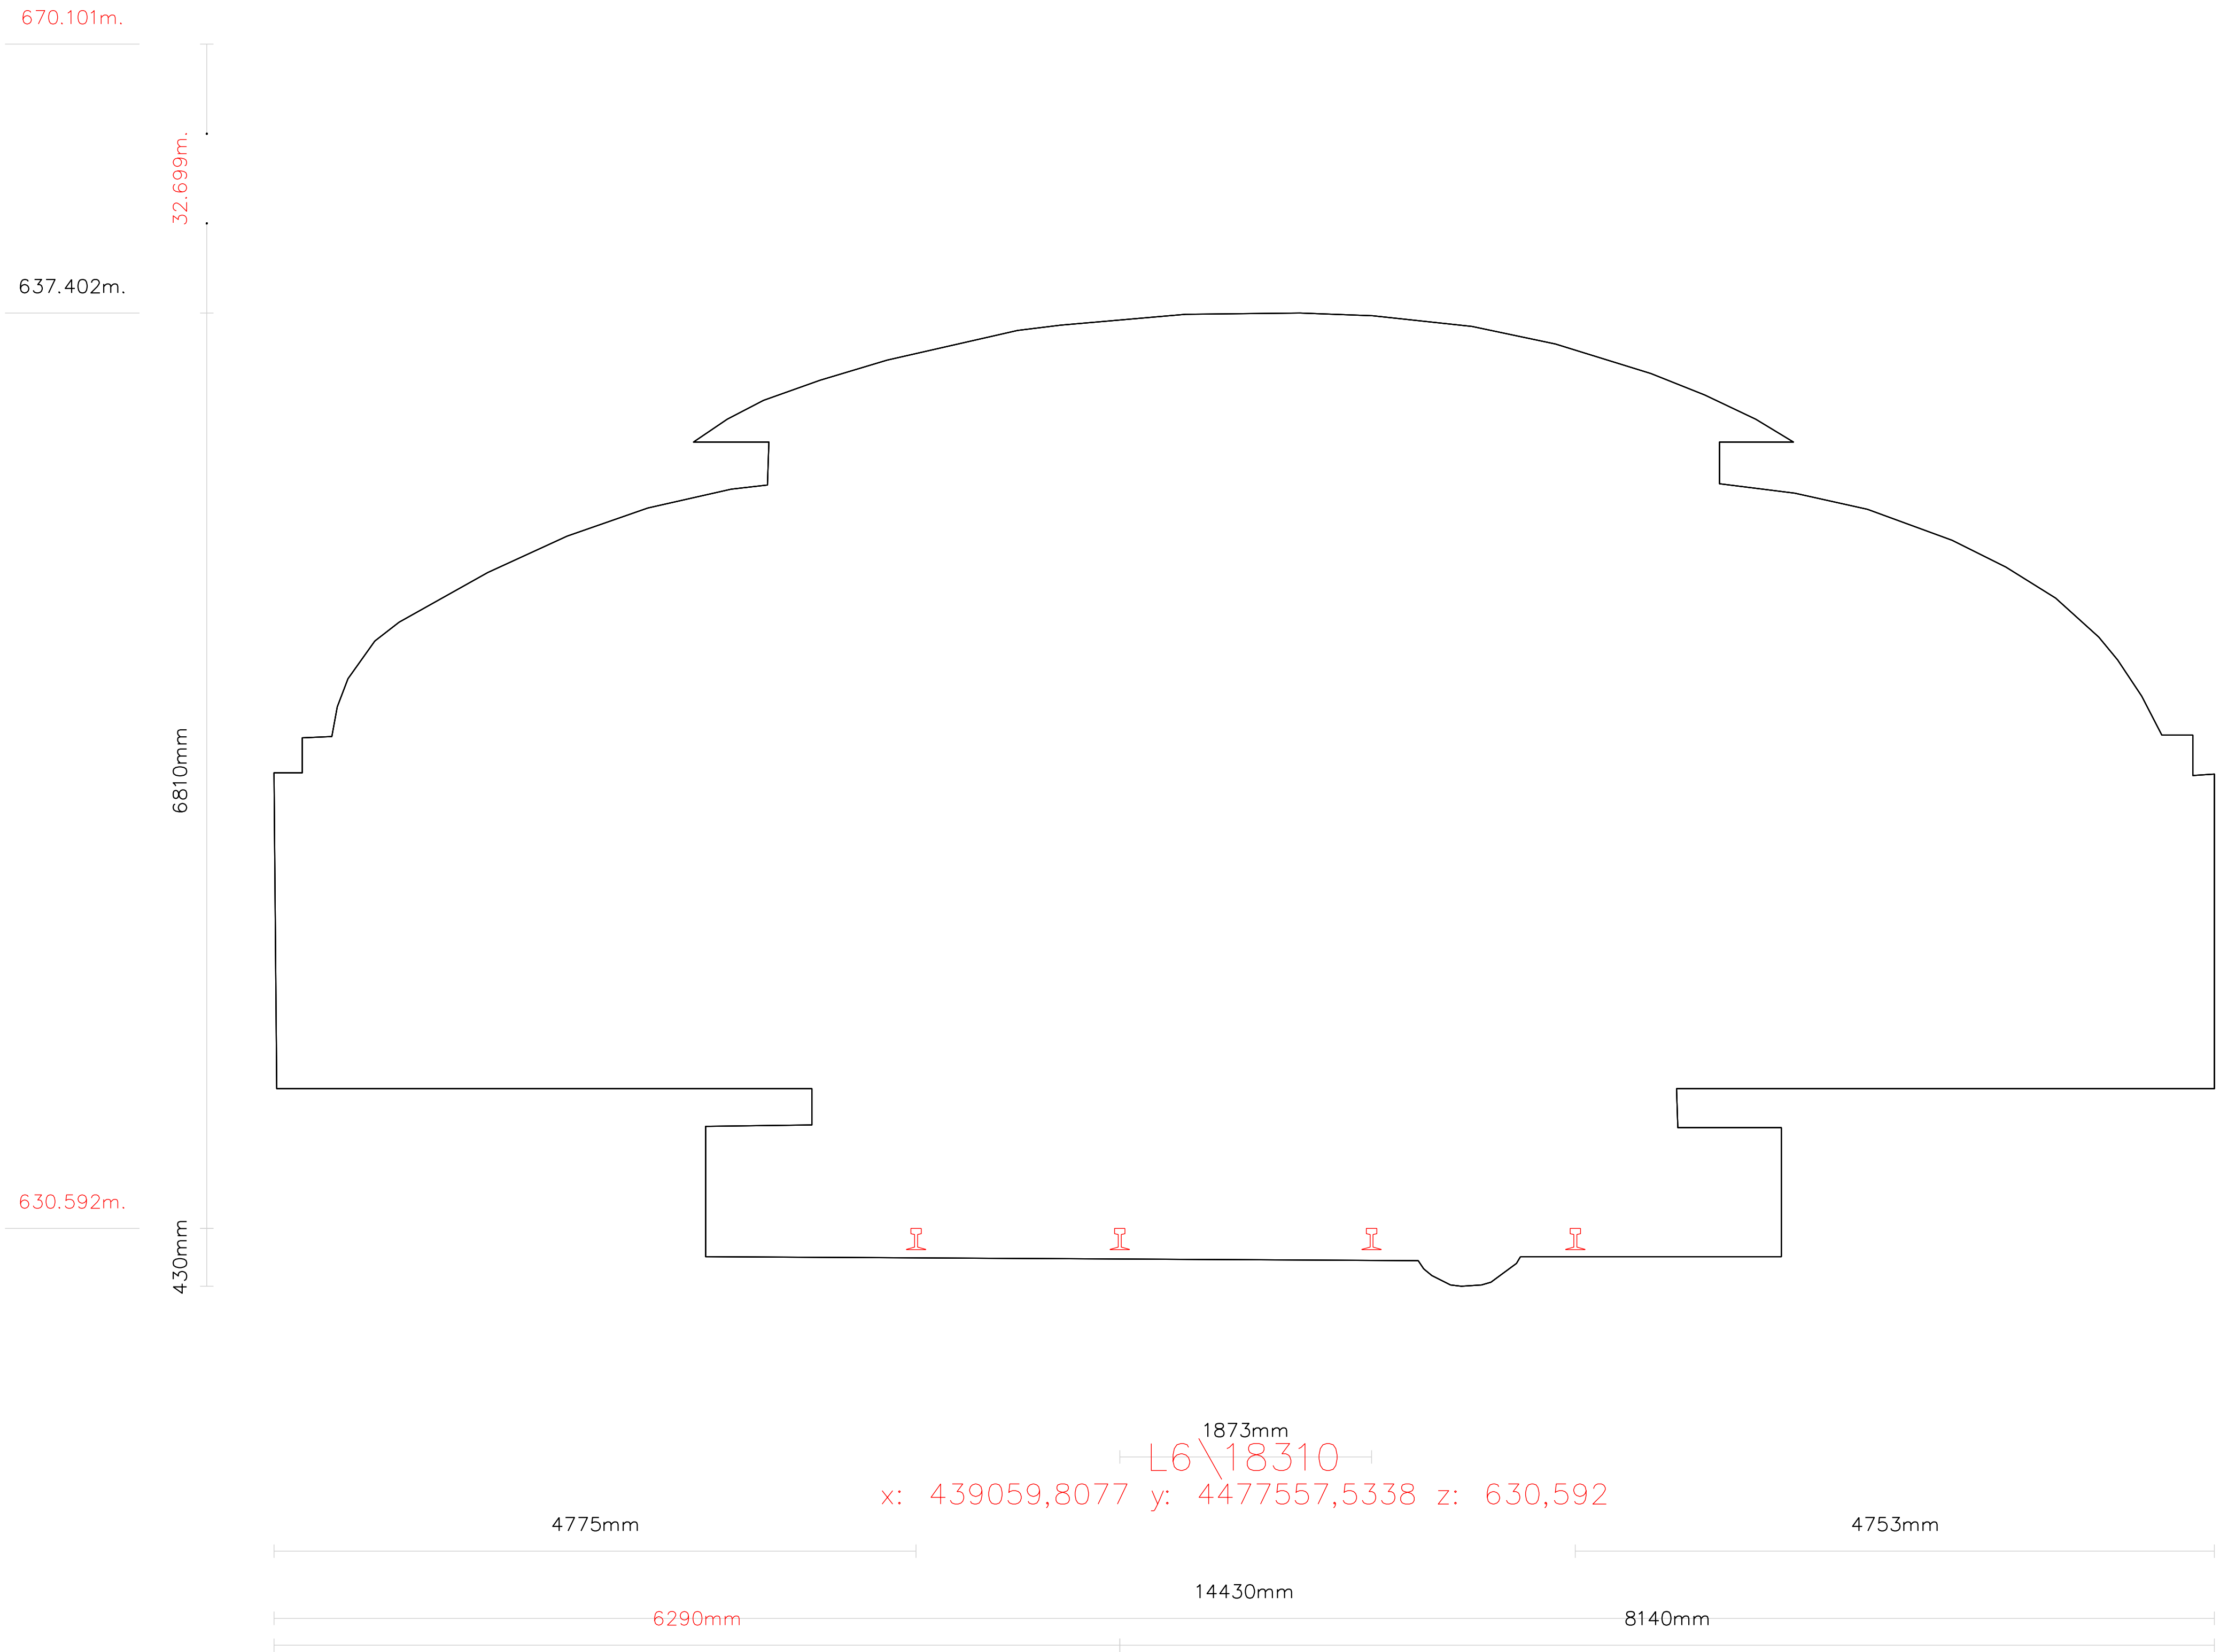 670.101m.
32.699m.
637.402m.
6810mm
630.592m.
430mm
1873mm
L6\18310
x: 439059,8077 y: 4477557,5338 z: 630,592
4775mm
4753mm
14430mm
6290mm
8140mm